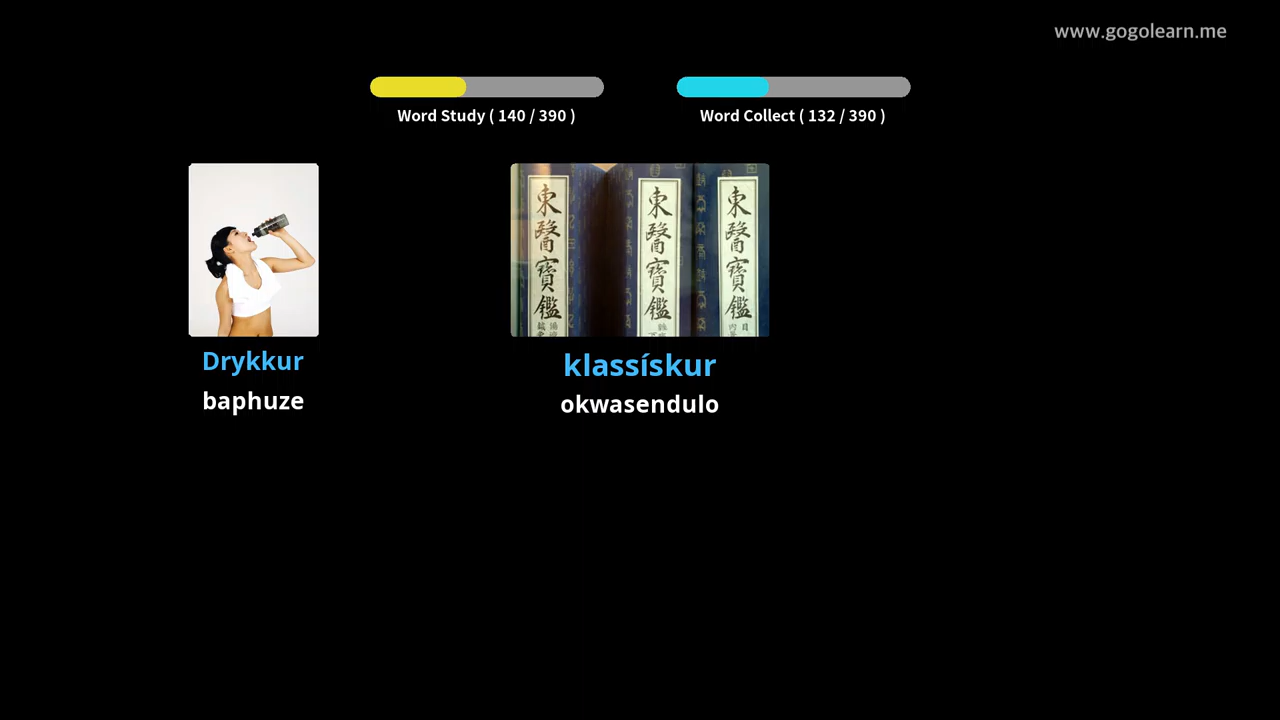 www.gogolearn.me
Word Study ( 140 / 390 )
Word Collect ( 132 / 390 )
東醫寶鑑
東醫寶鑑
東醫寶鑑
Drykkur
baphuze
klassískur
okwasendulo